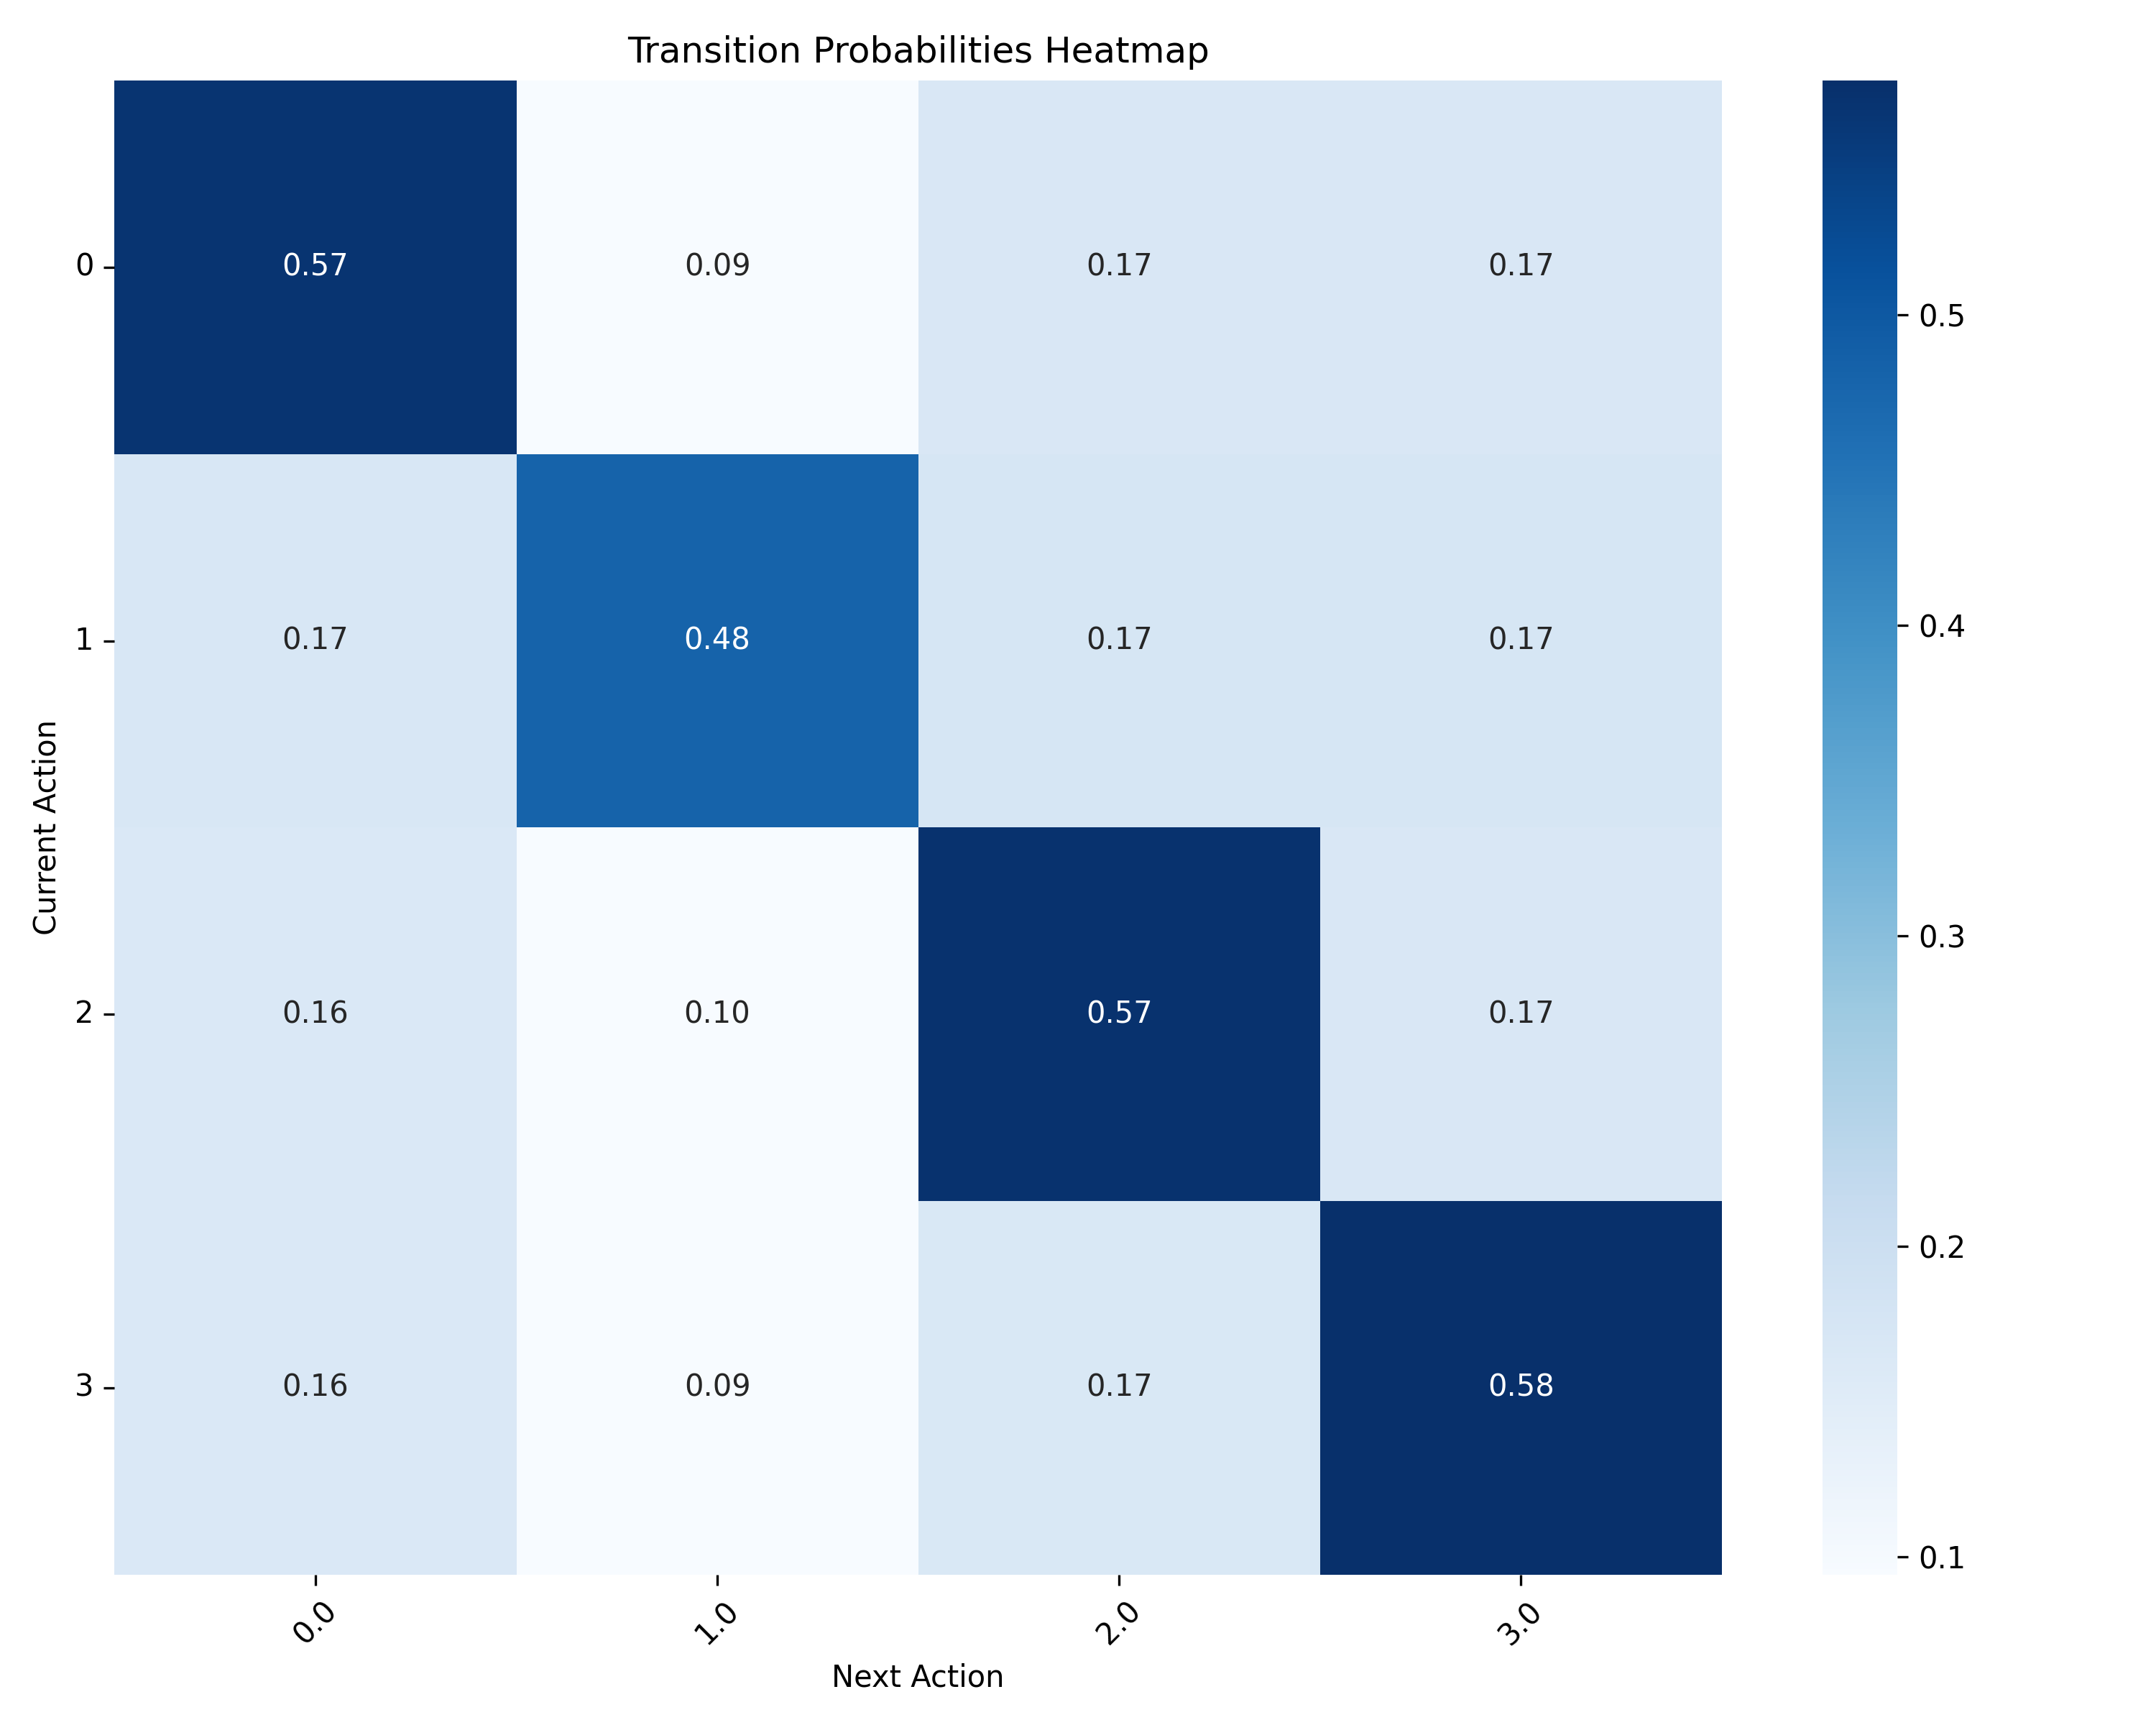 Transition Probabilities Heatmap
0 0.57 0.09 0.17 0.17
1 0.17 0.48 0.17 0.17
2 0.16 0.10 0.57 0.17
3 0.16 0.09 0.17 0.58
Current Action
0.0 1.0 2.0 3.0
Next Action
0.5
0.4
0.3
0.2
0.1